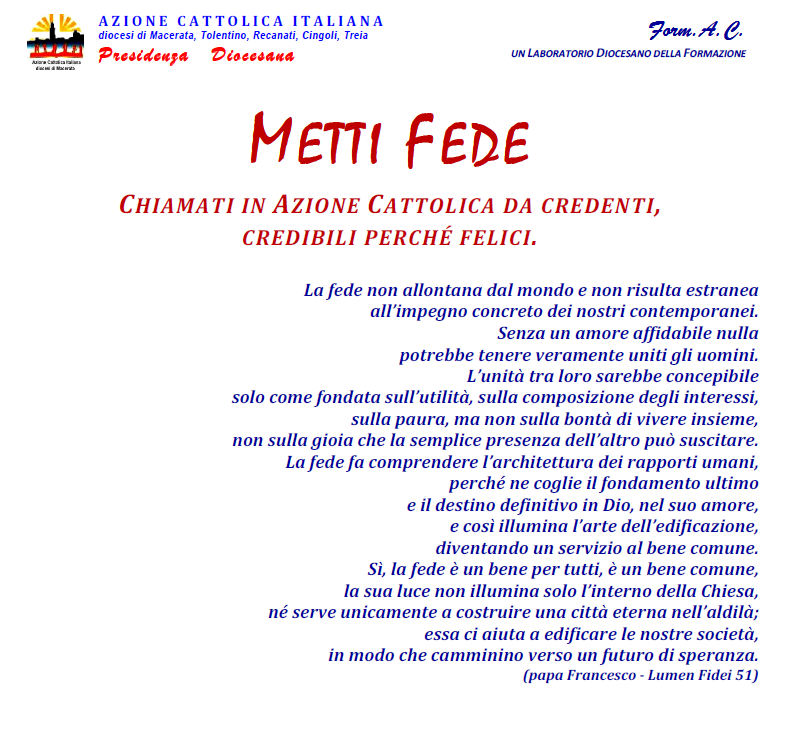 AZIONE CATTOLICA ITALIANA
diocesi di Macerata, Tolentino, Recanati, Cingoli, Treia
Presidenza Diocesana
Azione Cattolica Italiana
diocesi di Macerata
Form.A.C.
UN LABORATORIO DIOCESANO DELLA FORMAZIONE
METTI FEDE
CHIAMATI IN AZIONE CATTOLICA DA CREDENTI,
CREDIBILI PERCHÉ FELICI.
La fede non allontana dal mondo e non risulta estranea
all'impegno concreto dei nostri contemporanei.
Senza un amore affidabile nulla
potrebbe tenere veramente uniti gli uomini.
L'unità tra loro sarebbe concepibile
solo come fondata sull'utilità, sulla composizione degli interessi,
sulla paura, ma non sulla bontà di vivere insieme,
non sulla gioia che la semplice presenza dell'altro può suscitare.
La fede fa comprendere l'architettura dei rapporti umani,
perché ne coglie il fondamento ultimo
e il destino definitivo in Dio, nel suo amore,
e così illumina l'arte dell'edificazione,
diventando un servizio al bene comune.
Sì, la fede è un bene per tutti, è un bene comune,
la sua luce non illumina solo l'interno della Chiesa,
né serve unicamente a costruire una città eterna nell'aldilà;
essa ci aiuta a edificare le nostre società,
in modo che camminino verso un futuro di speranza.
(papa Francesco - Lumen Fidei 51)